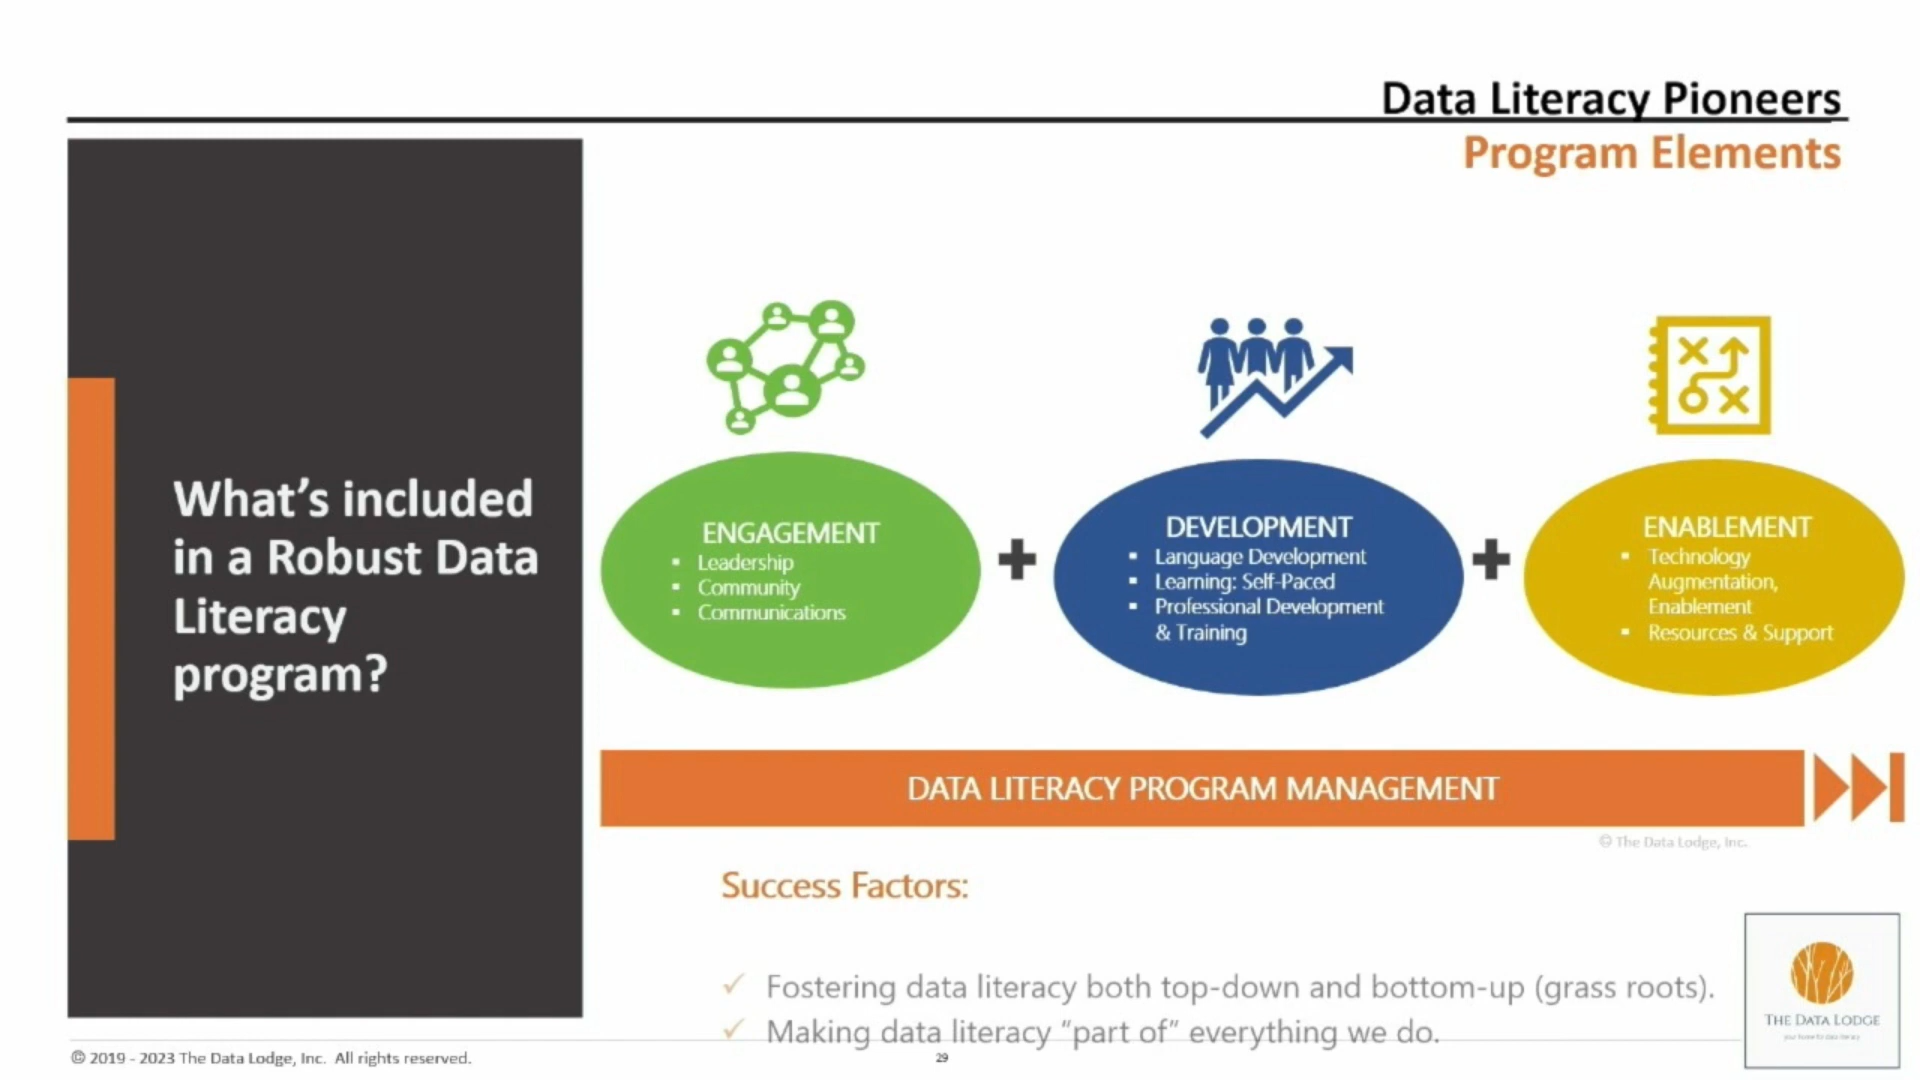 Data Literacy Pioneers
Program Elements
What's included
in a Robust Data
Literacy
program?
ENGAGEMENT
▪ Leadership
▪ Community
▪ Communications
+
DEVELOPMENT
▪ Language Development
▪ Learning: Self-Paced
▪ Professional Development
& Training
+
ENABLEMENT
▪ Technology
Augmentation,
Enablement
▪ Resources & Support
DATA LITERACY PROGRAM MANAGEMENT
© The Data Lodge, Inc.
Success Factors:
✓ Fostering data literacy both top-down and bottom-up (grass roots).
✓ Making data literacy "part of" everything we do.
THE DATA LODGE
© 2019 - 2023 The Data Lodge, Inc. All rights reserved.
29